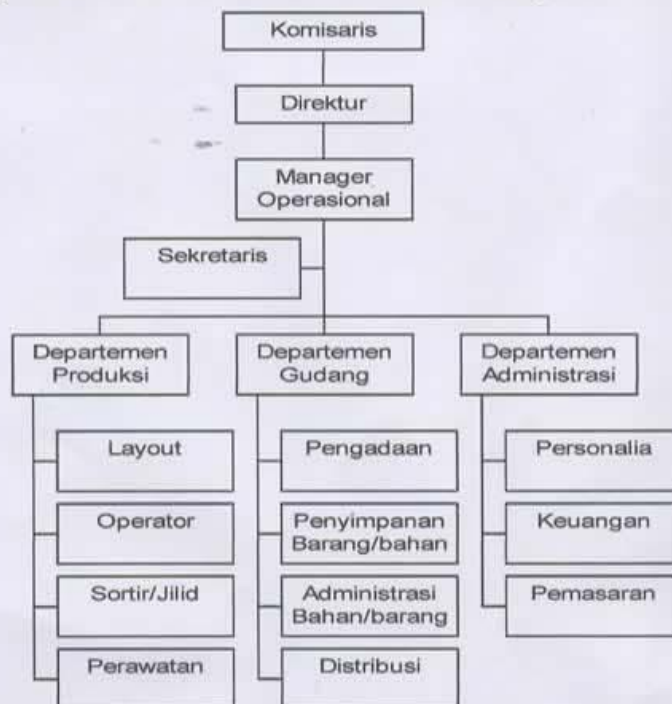 Komisaris
Direktur
Manager
Operasional
Sekretaris
Departemen
Produksi
Departemen
Gudang
Departemen
Administrasi
Layout
Pengadaan
Personalia
Operator
Penyimpanan
Barang/bahan
Keuangan
Sortir/Jilid
Administrasi
Bahan/barang
Pemasaran
Perawatan
Distribusi